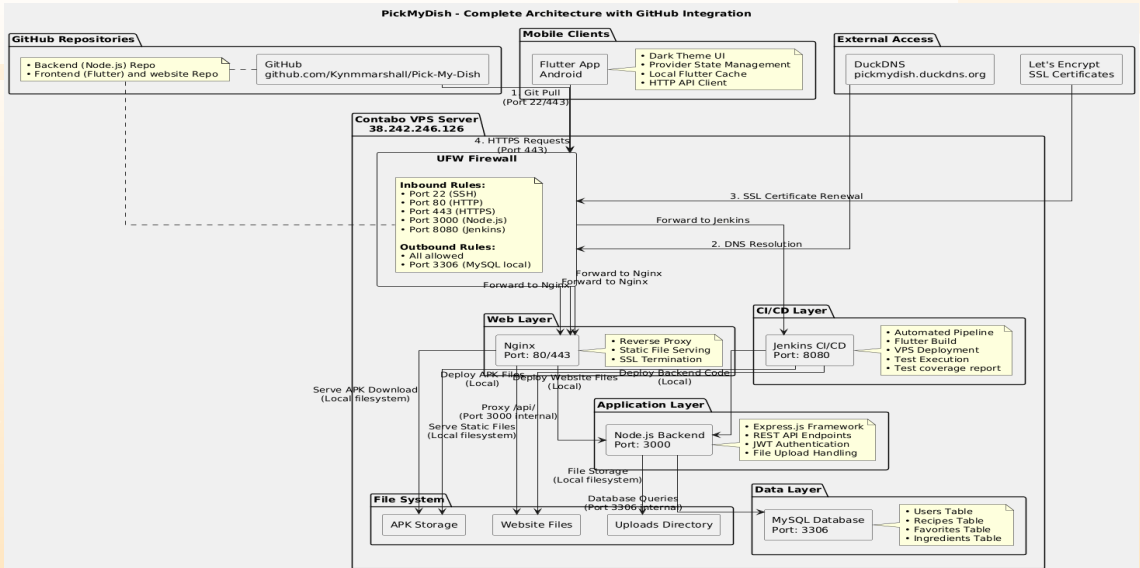 PickMyDish - Complete Architecture with GitHub Integration
GitHub Repositories
• Backend (Node.js) Repo
• Frontend (Flutter) and website Repo
GitHub
github.com/Kynmmarshall/Pick-My-Dish
Mobile Clients
Flutter App
Android
• Dark Theme UI
• Provider State Management
• Local Flutter Cache
• HTTP API Client
External Access
DuckDNS
pickmydish.duckdns.org
Let's Encrypt
SSL Certificates
1. Git Pull
(Port 22/443)
Contabo VPS Server
38.242.246.126
4. HTTPS Requests
(Port 443)
UFW Firewall
Inbound Rules:
• Port 22 (SSH)
• Port 80 (HTTP)
• Port 443 (HTTPS)
• Port 3000 (Node.js)
• Port 8080 (Jenkins)
Outbound Rules:
• All allowed
• Port 3306 (MySQL local)
3. SSL Certificate Renewal
Forward to Jenkins
2. DNS Resolution
Forward to Nginx
Forward to Nginx
Forward to Nginx
Web Layer
Nginx
Port: 80/443
• Reverse Proxy
• Static File Serving
• SSL Termination
CI/CD Layer
Jenkins CI/CD
Port: 8080
• Automated Pipeline
• Flutter Build
• VPS Deployment
• Test Execution
• Test coverage report
Deploy APK Files
(Local)
Deploy Website Files
(Local)
Deploy Backend Code
(Local)
Serve APK Download
(Local filesystem)
Proxy /api/
(Port 3000 internal)
Serve Static Files
(Local filesystem)
Application Layer
Node.js Backend
Port: 3000
• Express.js Framework
• REST API Endpoints
• JWT Authentication
• File Upload Handling
File Storage
(Local filesystem)
Database Queries
(Port 3306 internal)
File System
APK Storage
Website Files
Uploads Directory
Data Layer
MySQL Database
Port: 3306
• Users Table
• Recipes Table
• Favorites Table
• Ingredients Table